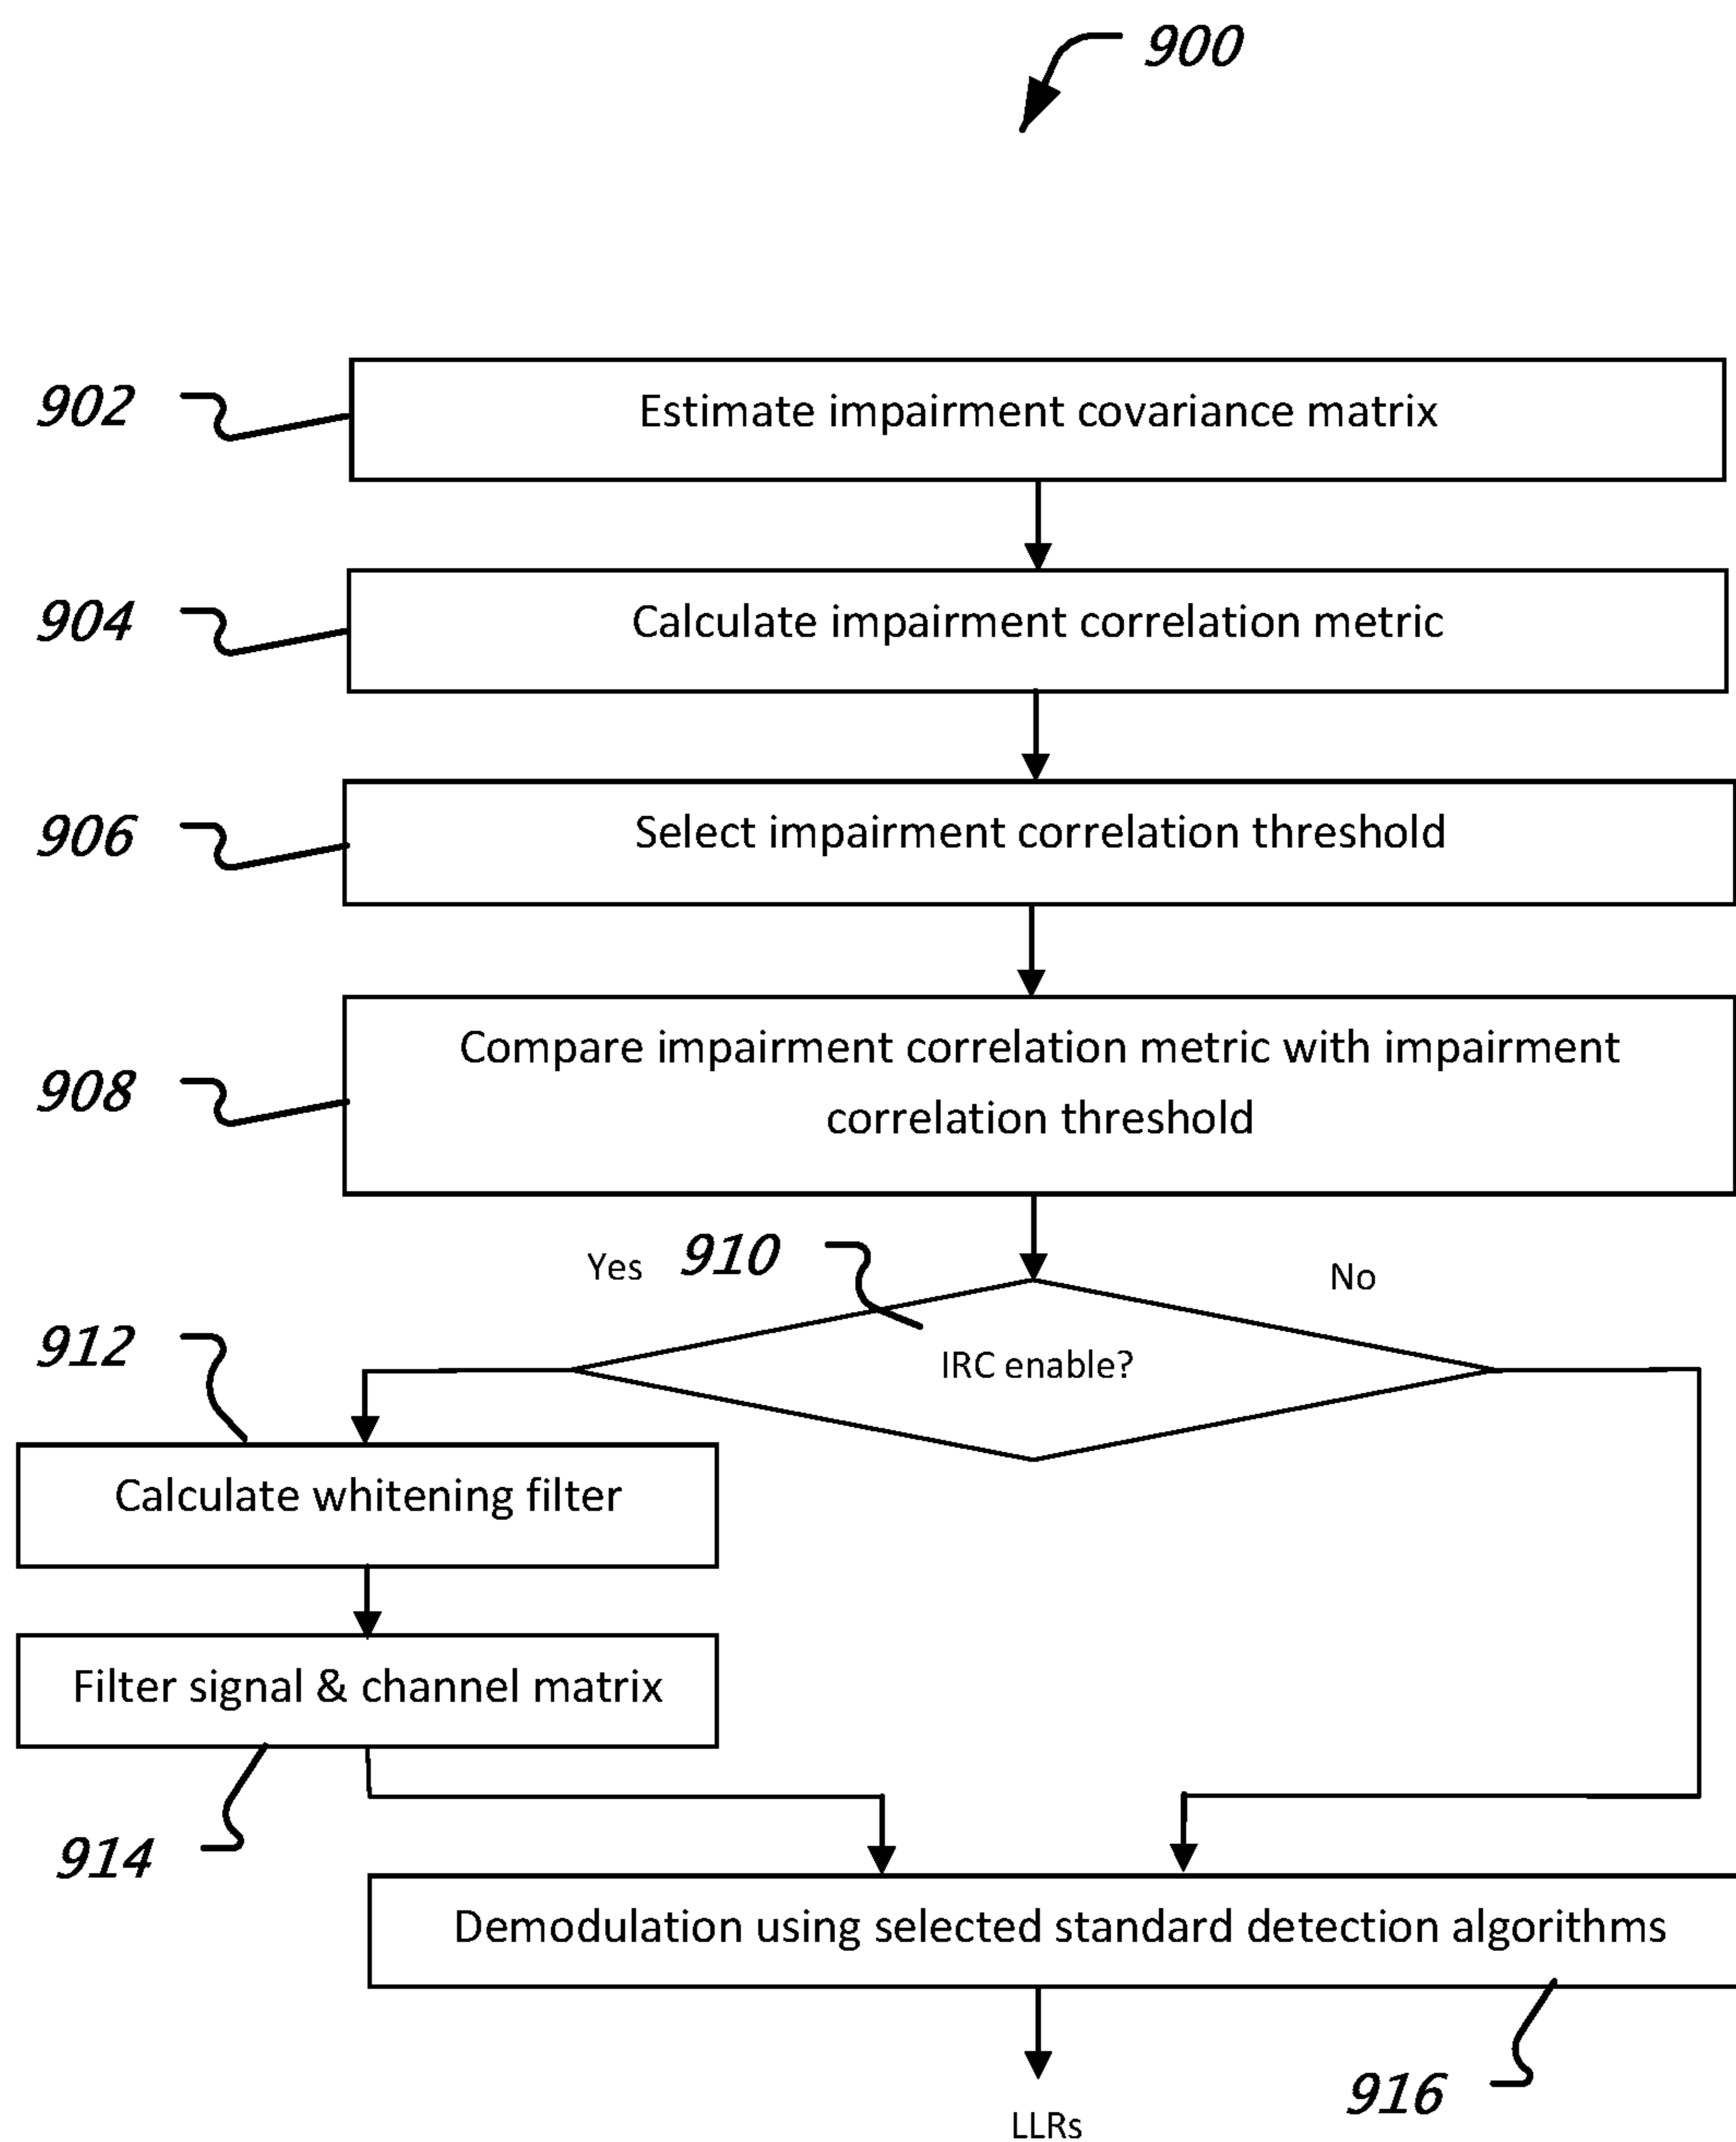 900
902
Estimate impairment covariance matrix
904
Calculate impairment correlation metric
906
Select impairment correlation threshold
908
Compare impairment correlation metric with impairment
correlation threshold
Yes
910
No
912
IRC enable?
Calculate whitening filter
Filter signal & channel matrix
914
Demodulation using selected standard detection algorithms
916
LLRs